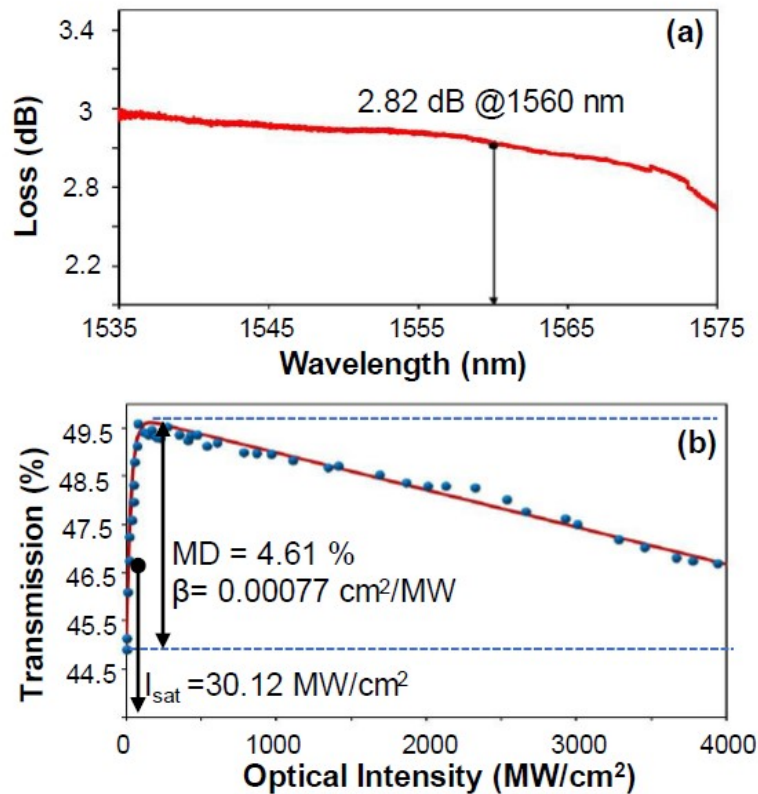 (a)
3.4
3
2.8
2.2
Loss (dB)
2.82 dB @1560 nm
1535 1545 1555 1565 1575
Wavelength (nm)
(b)
49.5
48.5
47.5
46.5
45.5
44.5
Transmission (%)
MD = 4.61 %
β= 0.00077 cm²/MW
Isat =30.12 MW/cm²
0 1000 2000 3000 4000
Optical Intensity (MW/cm²)